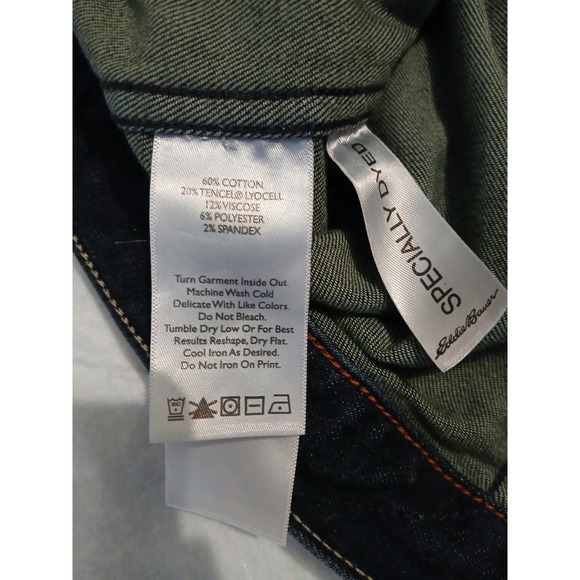 60% COTTON
20% TENCEL® LYOCELL
12% VISCOSE
6% POLYESTER
2% SPANDEX
Turn Garment Inside Out.
Machine Wash Cold
Delicate With Like Colors.
Do Not Bleach.
Tumble Dry Low Or For Best
Results Reshape, Dry Flat.
Cool Iron As Desired.
Do Not Iron On Print.
SPECIALLY DYED
Eddie Bauer